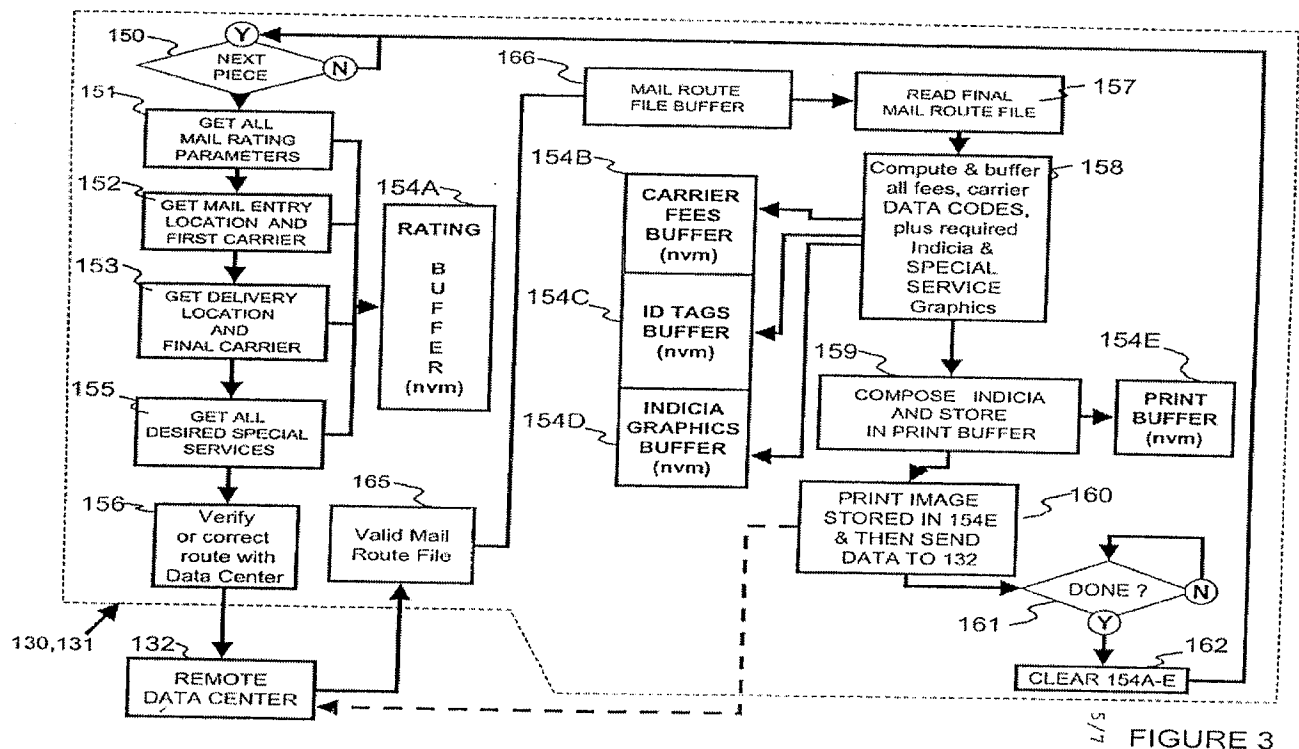 150
Y
NEXT
PIECE
N
151
GET ALL
MAIL RATING
PARAMETERS
152
GET MAIL ENTRY
LOCATION AND
FIRST CARRIER
153
GET DELIVERY
LOCATION
AND
FINAL CARRIER
155
GET ALL
DESIRED SPECIAL
SERVICES
156
Verify
or correct
route with
Data Center
130,131
132
REMOTE
DATA CENTER
154A
RATING
B
U
F
F
E
R
(nvm)
165
Valid Mail
Route File
166
MAIL ROUTE
FILE BUFFER
READ FINAL
MAIL ROUTE FILE
157
154B
CARRIER
FEES
BUFFER
(nvm)
154C
ID TAGS
BUFFER
(nvm)
154D
INDICIA
GRAPHICS
BUFFER
(nvm)
Compute & buffer
all fees, carrier
DATA CODES,
plus required
Indicia &
SPECIAL
SERVICE
Graphics
158
159
COMPOSE INDICIA
AND STORE
IN PRINT BUFFER
154E
PRINT
BUFFER
(nvm)
PRINT IMAGE
STORED IN 154E
& THEN SEND
DATA TO 132
160
DONE ?
N
161
Y
162
CLEAR 154A-E
5/7
FIGURE 3